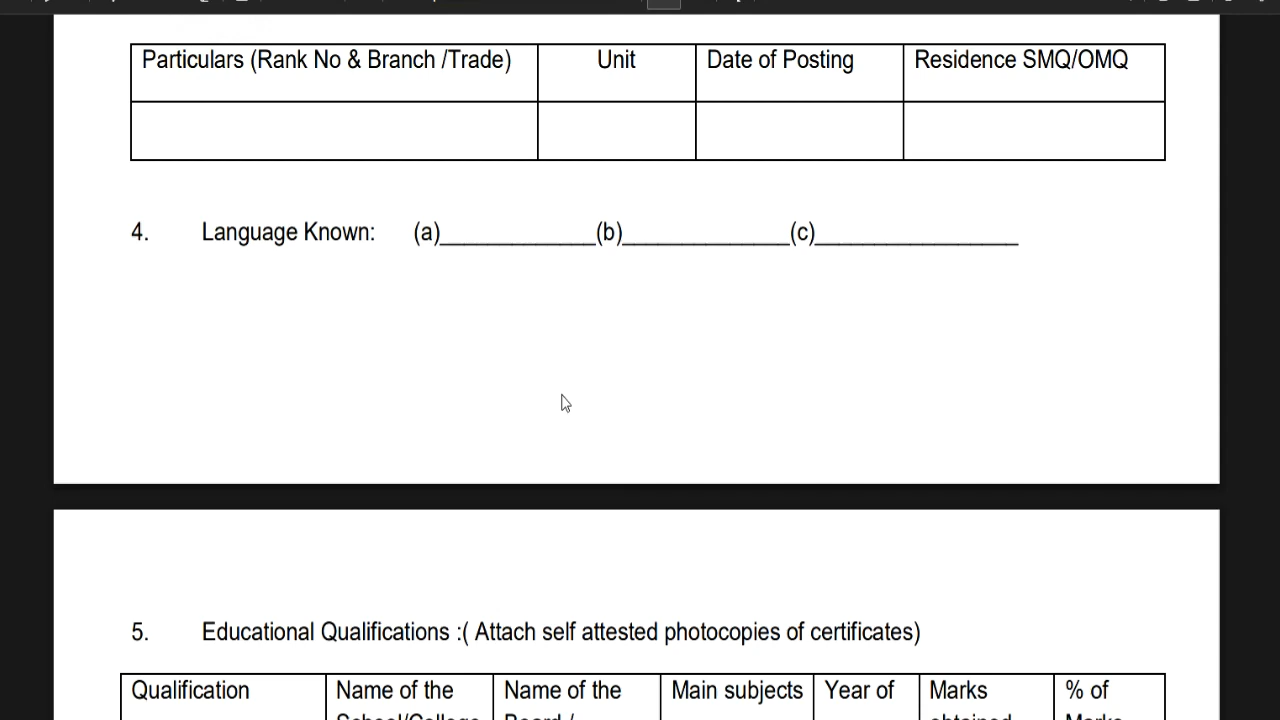 Particulars (Rank No & Branch /Trade) Unit Date of Posting Residence SMQ/OMQ
4. Language Known: (a)_____________(b)______________(c)_________________
5. Educational Qualifications :( Attach self attested photocopies of certificates)
Qualification Name of the Name of the Main subjects Year of Marks % of
School/College Board / obtained Marks